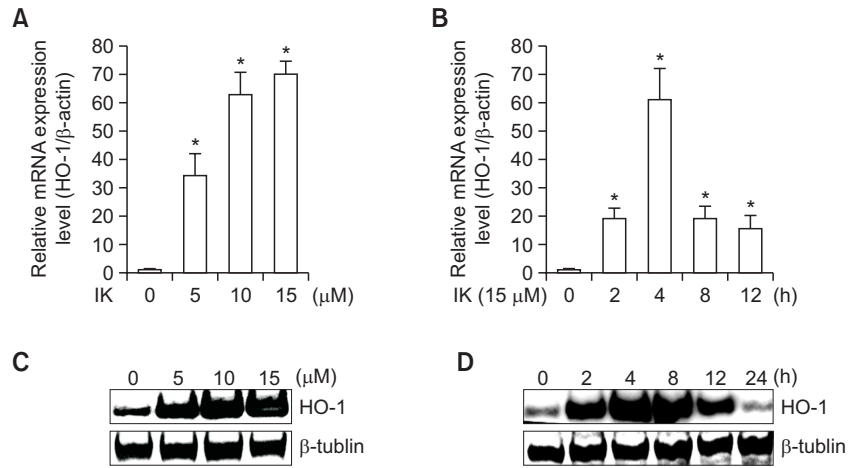 A
Relative mRNA expression
level (HO-1/β-actin)
80
70
60
50
40
30
20
10
0
*
*
*
IK 0 5 10 15 (μM)
B
Relative mRNA expression
level (HO-1/β-actin)
80
70
60
50
40
30
20
10
0
*
*
*
*
IK (15 μM) 0 2 4 8 12 (h)
C
0 5 10 15 (μM)
HO-1
β-tublin
D
0 2 4 8 12 24 (h)
HO-1
β-tublin